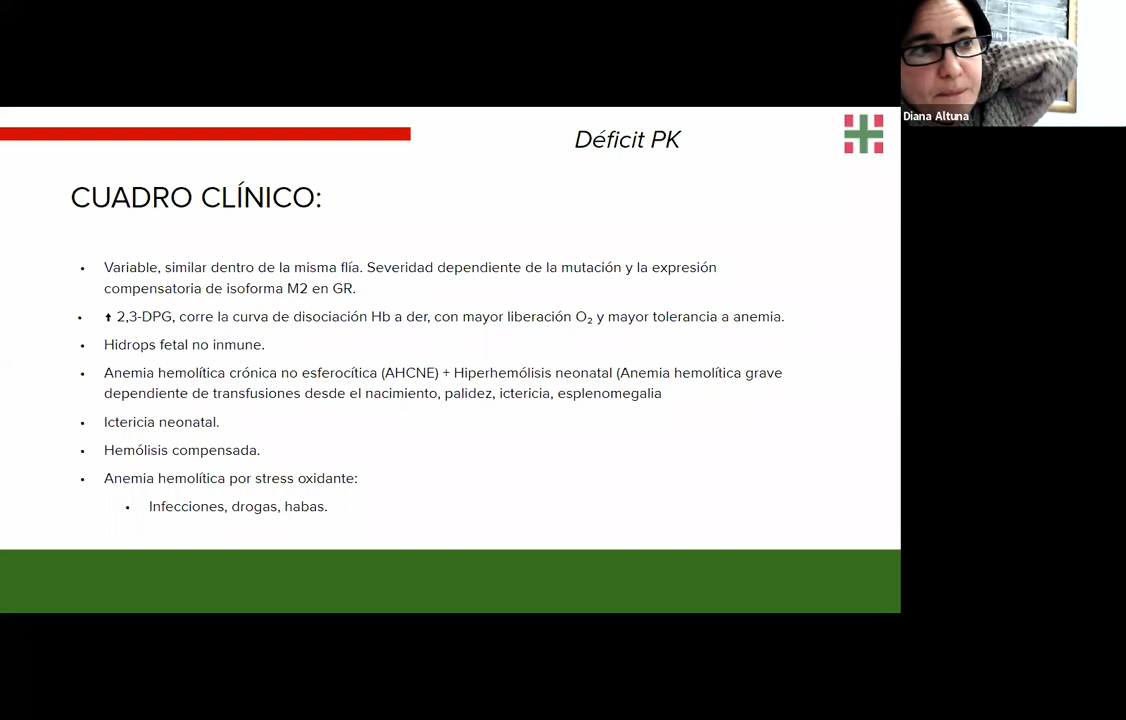 Diana Altuna
Déficit PK
CUADRO CLÍNICO:
• Variable, similar dentro de la misma flía. Severidad dependiente de la mutación y la expresión
compensatoria de isoforma M2 en GR.
• ⬆ 2,3-DPG, corre la curva de disociación Hb a der, con mayor liberación O₂ y mayor tolerancia a anemia.
• Hidrops fetal no inmune.
• Anemia hemolítica crónica no esferocítica (AHCNE) + Hiperhemólisis neonatal (Anemia hemolítica grave
dependiente de transfusiones desde el nacimiento, palidez, ictericia, esplenomegalia
• Ictericia neonatal.
• Hemólisis compensada.
• Anemia hemolítica por stress oxidante:
• Infecciones, drogas, habas.